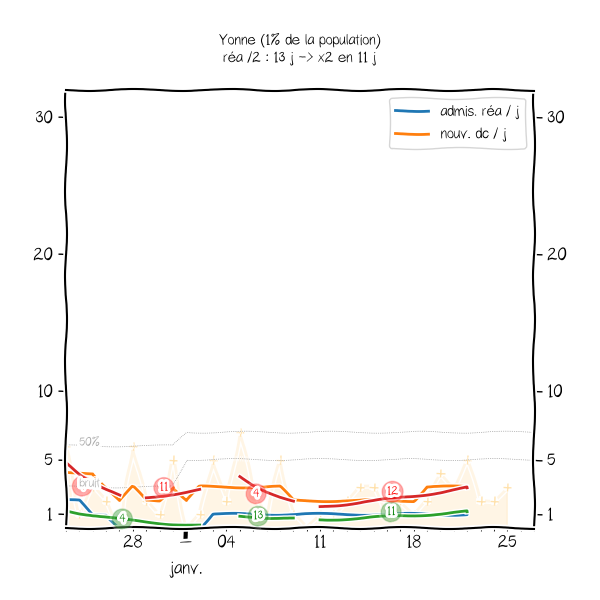 Yonne (1% de la population)
réa /2 : 13 j -> x2 en 11 j
admis. réa / j
nouv. dc / j
30 30
20 20
10 10
50%
5 5
bruit
11
4
12
4
13
11
1 1
28 04 11 18 25
janv.